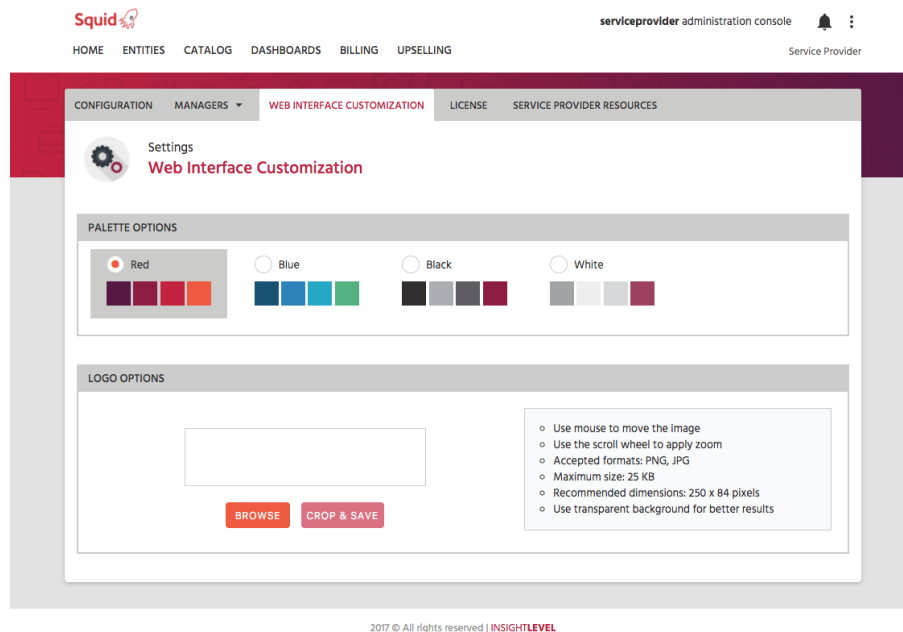 Squid
serviceprovider administration console
HOME ENTITIES CATALOG DASHBOARDS BILLING UPSELLING
Service Provider
CONFIGURATION MANAGERS WEB INTERFACE CUSTOMIZATION LICENSE SERVICE PROVIDER RESOURCES
Settings
Web Interface Customization
PALETTE OPTIONS
Red Blue Black White
LOGO OPTIONS
Use mouse to move the image
Use the scroll wheel to apply zoom
Accepted formats: PNG, JPG
Maximum size: 25 KB
Recommended dimensions: 250 x 84 pixels
Use transparent background for better results
BROWSE CROP & SAVE
2017 © All rights reserved | INSIGHTLEVEL